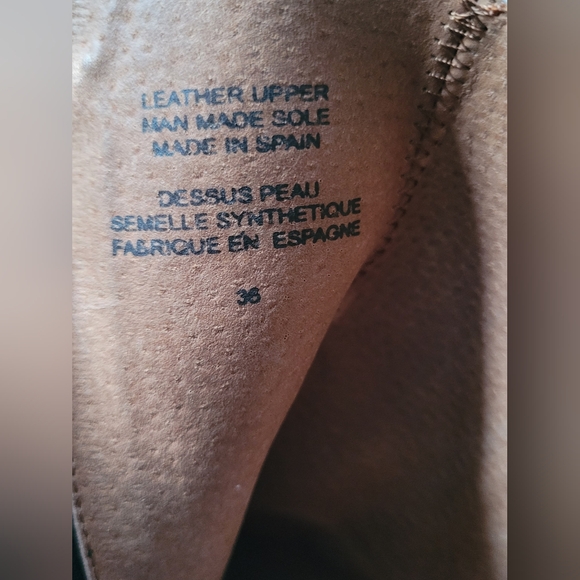 LEATHER UPPER
MAN MADE SOLE
MADE IN SPAIN
DESSUS PEAU
SEMELLE SYNTHETIQUE
FABRIQUE EN ESPAGNE
36